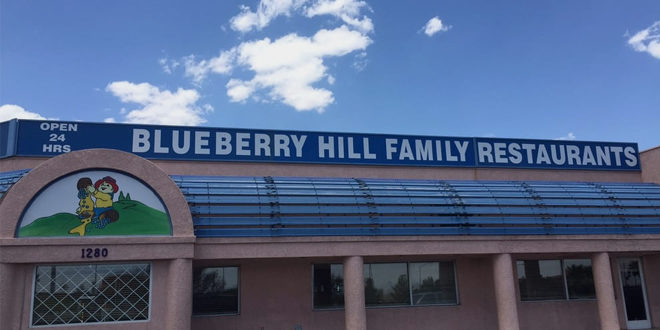 OPEN
24
HRS
BLUEBERRY HILL FAMILY RESTAURANTS
1280